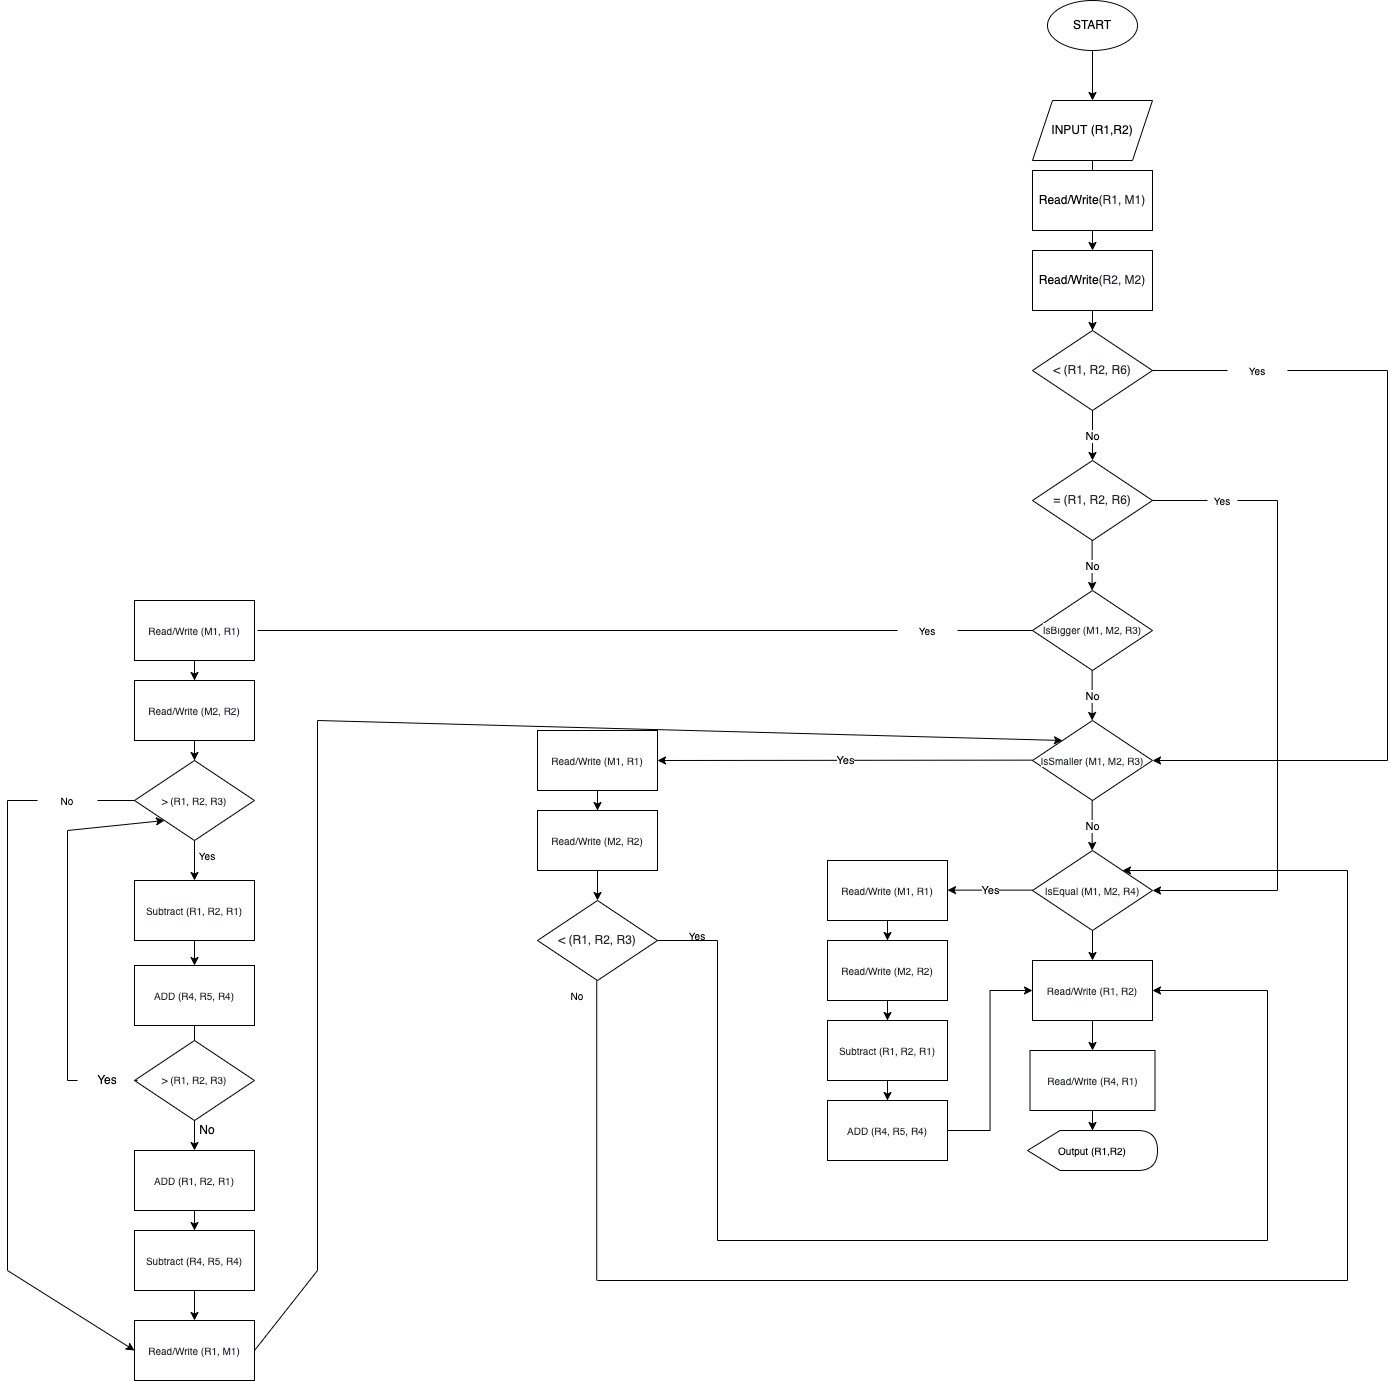 START
INPUT (R1,R2)
Read/Write(R1, M1)
Read/Write(R2, M2)
< (R1, R2, R6)
Yes
No
= (R1, R2, R6)
Yes
No
IsBigger (M1, M2, R3)
Yes
No
Read/Write (M1, R1)
Read/Write (M2, R2)
> (R1, R2, R3)
No
Yes
Subtract (R1, R2, R1)
ADD (R4, R5, R4)
> (R1, R2, R3)
Yes
No
ADD (R1, R2, R1)
Subtract (R4, R5, R4)
Read/Write (R1, M1)
IsSmaller (M1, M2, R3)
Yes
No
Read/Write (M1, R1)
Read/Write (M2, R2)
< (R1, R2, R3)
Yes
No
IsEqual (M1, M2, R4)
Yes
Read/Write (M1, R1)
Read/Write (M2, R2)
Subtract (R1, R2, R1)
ADD (R4, R5, R4)
Read/Write (R1, R2)
Read/Write (R4, R1)
Output (R1,R2)